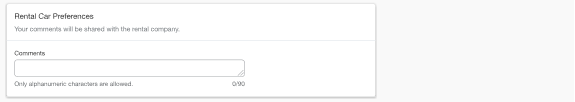 Rental Car Preferences
Your comments will be shared with the rental company.
Comments
Only alphanumeric characters are allowed. 0/90